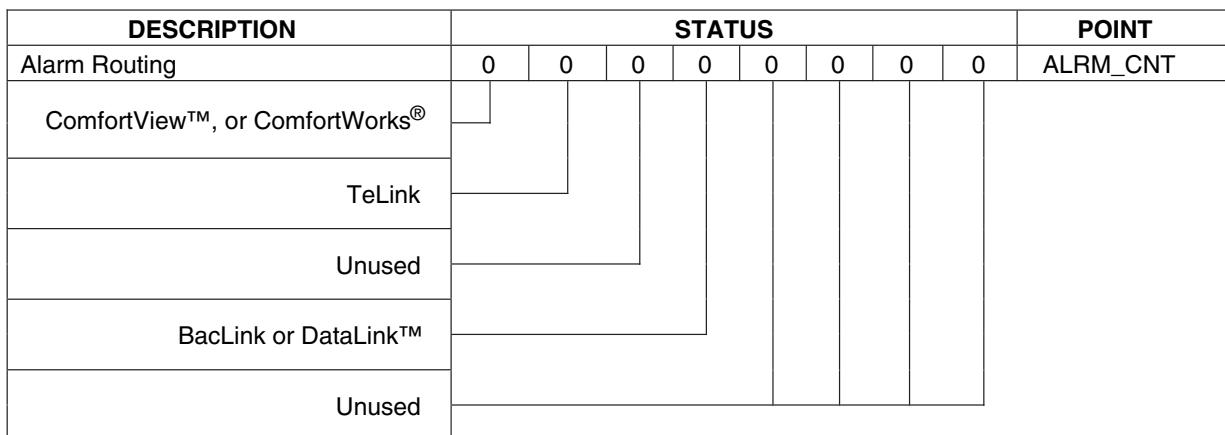 DESCRIPTION STATUS POINT
Alarm Routing 0 0 0 0 0 0 0 0 ALRM_CNT
ComfortView™, or ComfortWorks®
TeLink
Unused
BacLink or DataLink™
Unused